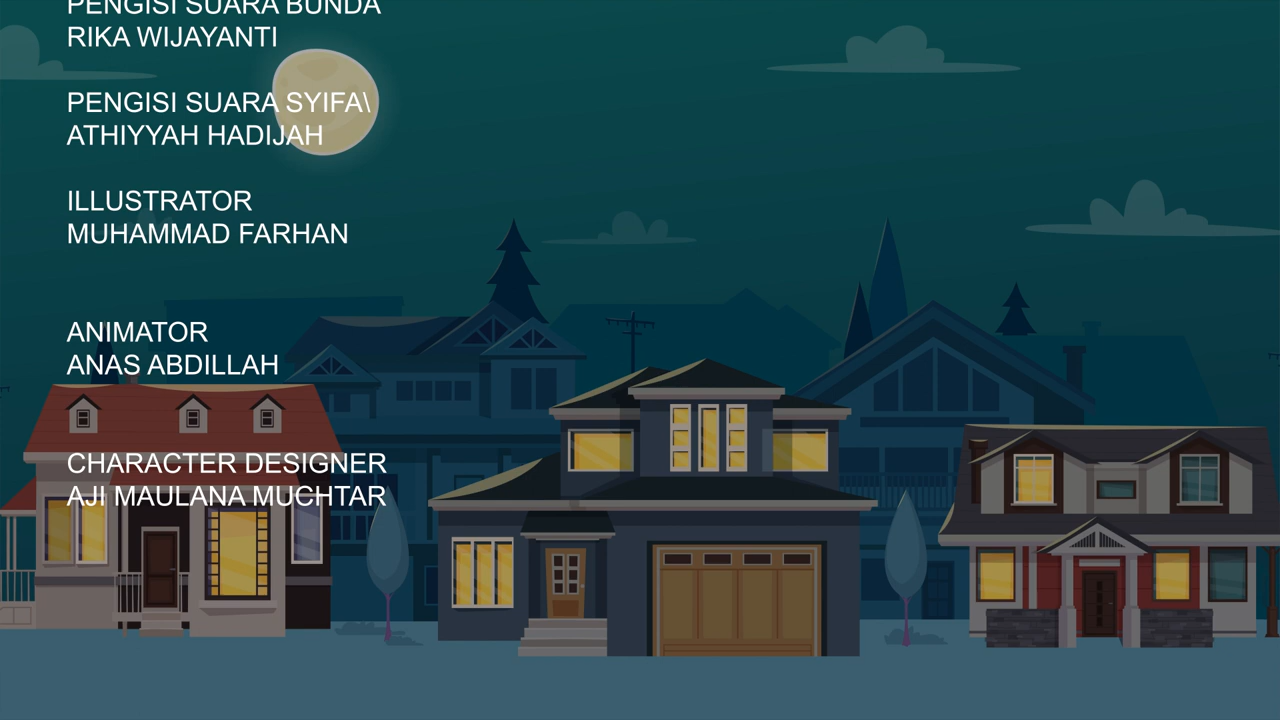 PENGISI SUARA BUNDA
RIKA WIJAYANTI
PENGISI SUARA SYIFA\
ATHIYYAH HADIJAH
ILLUSTRATOR
MUHAMMAD FARHAN
ANIMATOR
ANAS ABDILLAH
CHARACTER DESIGNER
AJI MAULANA MUCHTAR